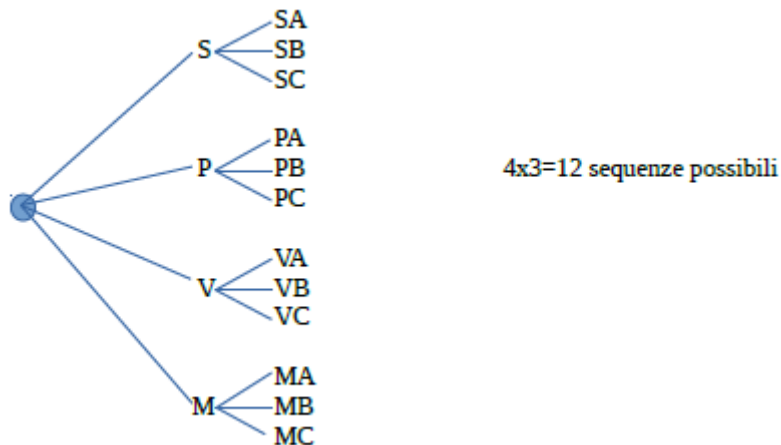 SA
S SB
SC
PA
P PB
PC
4x3=12 sequenze possibili
VA
V VB
VC
MA
M MB
MC